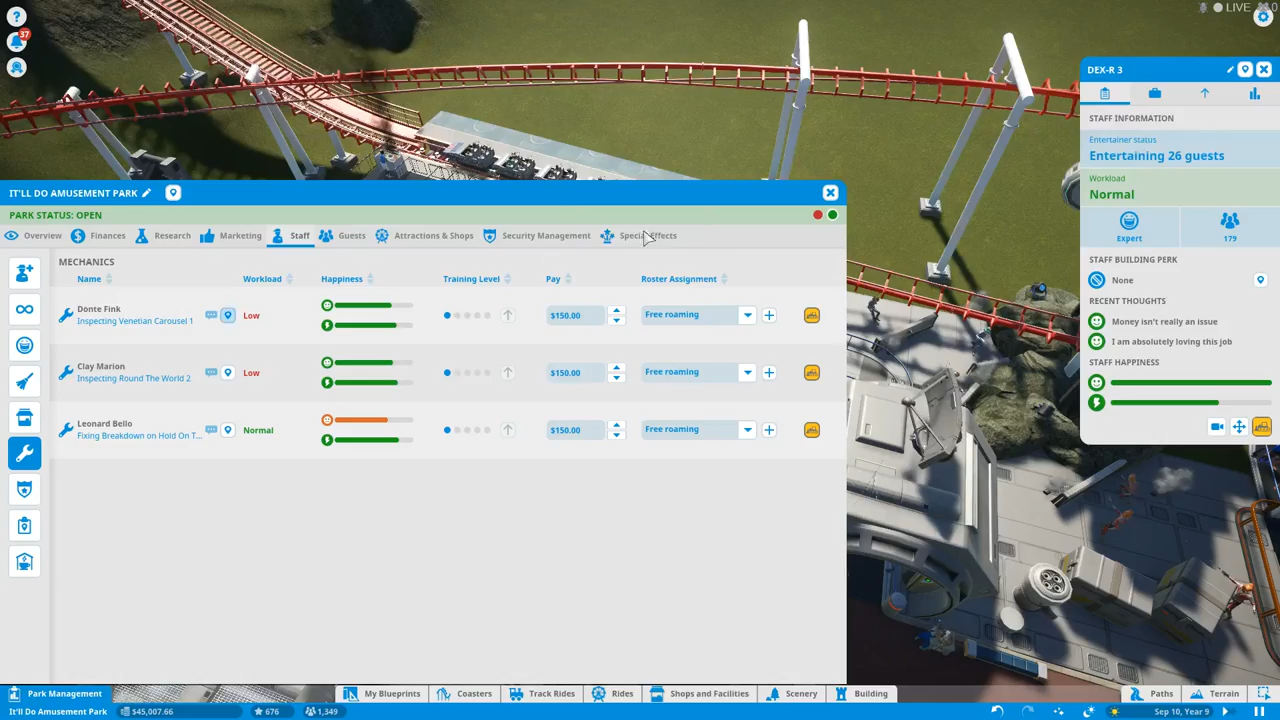 ? LIVE 0
37
IT'LL DO AMUSEMENT PARK
PARK STATUS: OPEN
Overview Finances Research Marketing Staff Guests Attractions & Shops Security Management Special Effects
MECHANICS
Name Workload Happiness Training Level Pay Roster Assignment
Donte Fink
Inspecting Venetian Carousel 1
Low $150.00 Free roaming
Clay Marion
Inspecting Round The World 2
Low $150.00 Free roaming
Leonard Bello
Fixing Breakdown on Hold On T...
Normal $150.00 Free roaming
DEX-R 3
STAFF INFORMATION
Entertainer status
Entertaining 26 guests
Workload
Normal
Expert 179
STAFF BUILDING PERK
None
RECENT THOUGHTS
Money isn't really an issue
I am absolutely loving this job
STAFF HAPPINESS
Park Management My Blueprints Coasters Track Rides Rides Shops and Facilities Scenery Building Paths Terrain
It'll Do Amusement Park $45,007.66 676 1,349 Sep 10, Year 9